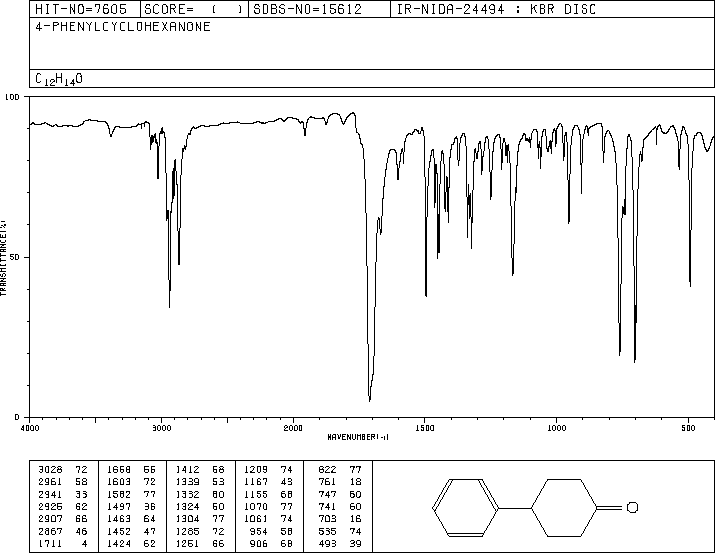 HIT-NO=7605 SCORE= ( ) SDBS-NO=15612 IR-NIDA-24494 : KBR DISC
4-PHENYLCYCLOHEXANONE
C12H14O
100
50
0
TRANSMITTANCE(%)
4000 3000 2000 1500 1000 500
WAVENUMBER(-1)
3028 72 1668 56 1412 58 1209 74 822 77
2961 58 1603 72 1339 53 1167 43 761 18
2941 33 1582 77 1332 60 1155 68 747 60
2925 62 1497 36 1324 50 1070 77 741 60
2907 66 1463 64 1304 77 1061 74 703 16
2867 46 1452 47 1285 72 954 58 535 74
1711 4 1424 62 1251 66 906 68 493 39
O